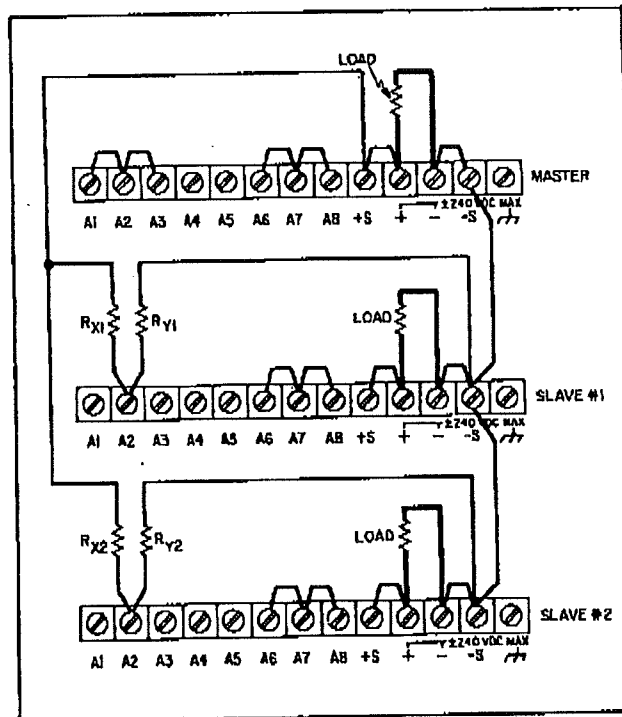 LOAD
MASTER
A1 A2 A3 A4 A5 A6 A7 A8 +S + - -S
±240 VDC MAX
RX1 RY1 LOAD
SLAVE #1
A1 A2 A3 A4 A5 A6 A7 A8 +S + - -S
±240 VDC MAX
RX2 RY2 LOAD
SLAVE #2
A1 A2 A3 A4 A5 A6 A7 A8 +S + - -S
±240 VDC MAX